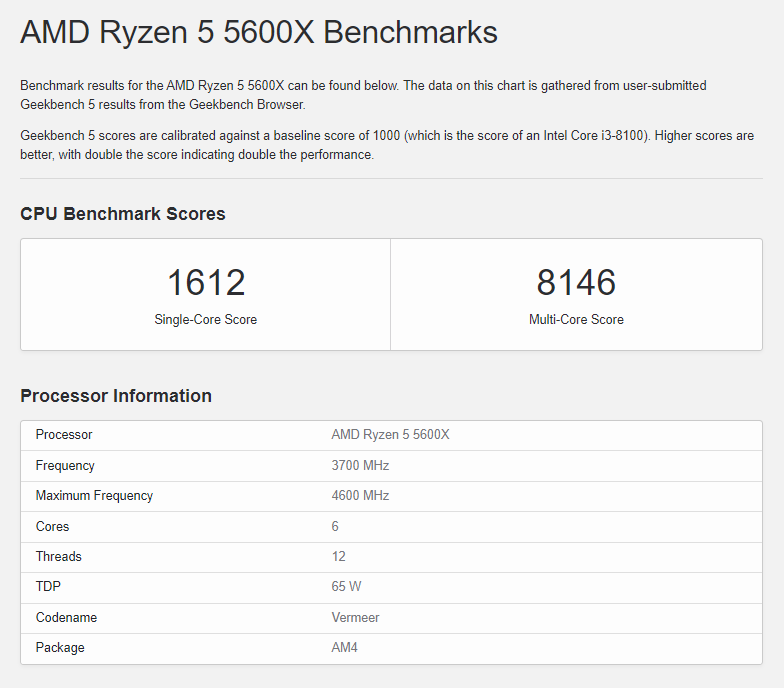 AMD Ryzen 5 5600X Benchmarks
Benchmark results for the AMD Ryzen 5 5600X can be found below. The data on this chart is gathered from user-submitted
Geekbench 5 results from the Geekbench Browser.
Geekbench 5 scores are calibrated against a baseline score of 1000 (which is the score of an Intel Core i3-8100). Higher scores are
better, with double the score indicating double the performance.
CPU Benchmark Scores
1612
Single-Core Score
8146
Multi-Core Score
Processor Information
Processor AMD Ryzen 5 5600X
Frequency 3700 MHz
Maximum Frequency 4600 MHz
Cores 6
Threads 12
TDP 65 W
Codename Vermeer
Package AM4